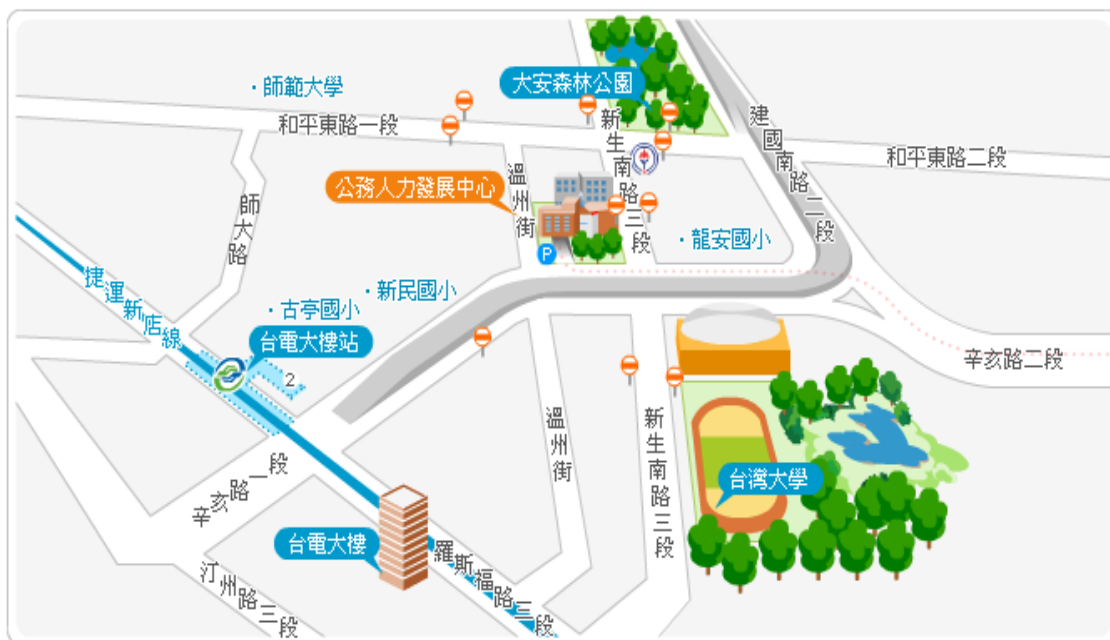 大安森林公園
・師範大學
和平東路一段
新生南路三段
建國南路二段
和平東路二段
溫州街
公務人力發展中心
師大路
・龍安國小
P
捷運新店線
・新民國小
・古亭國小
台電大樓站
2
辛亥路二段
溫州街
新生南路三段
辛亥路一段
台灣大學
台電大樓
羅斯福路三段
汀州路三段